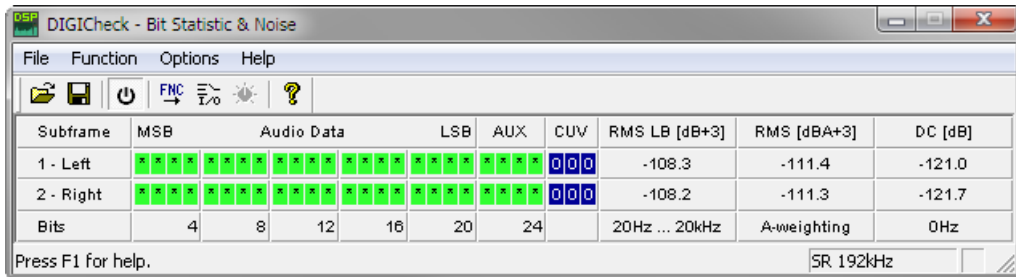 DSP DIGICheck - Bit Statistic & Noise
File Function Options Help
FNC I/o ?
Subframe MSB Audio Data LSB AUX CUV RMS LB [dB+3] RMS [dBA+3] DC [dB]
1 - Left * * * * * * * * * * * * * * * * * * * * * * * * 0 0 0 -108.3 -111.4 -121.0
2 - Right * * * * * * * * * * * * * * * * * * * * * * * * 0 0 0 -108.2 -111.3 -121.7
Bits 4 8 12 16 20 24 20Hz ... 20kHz A-weighting 0Hz
Press F1 for help. SR 192kHz